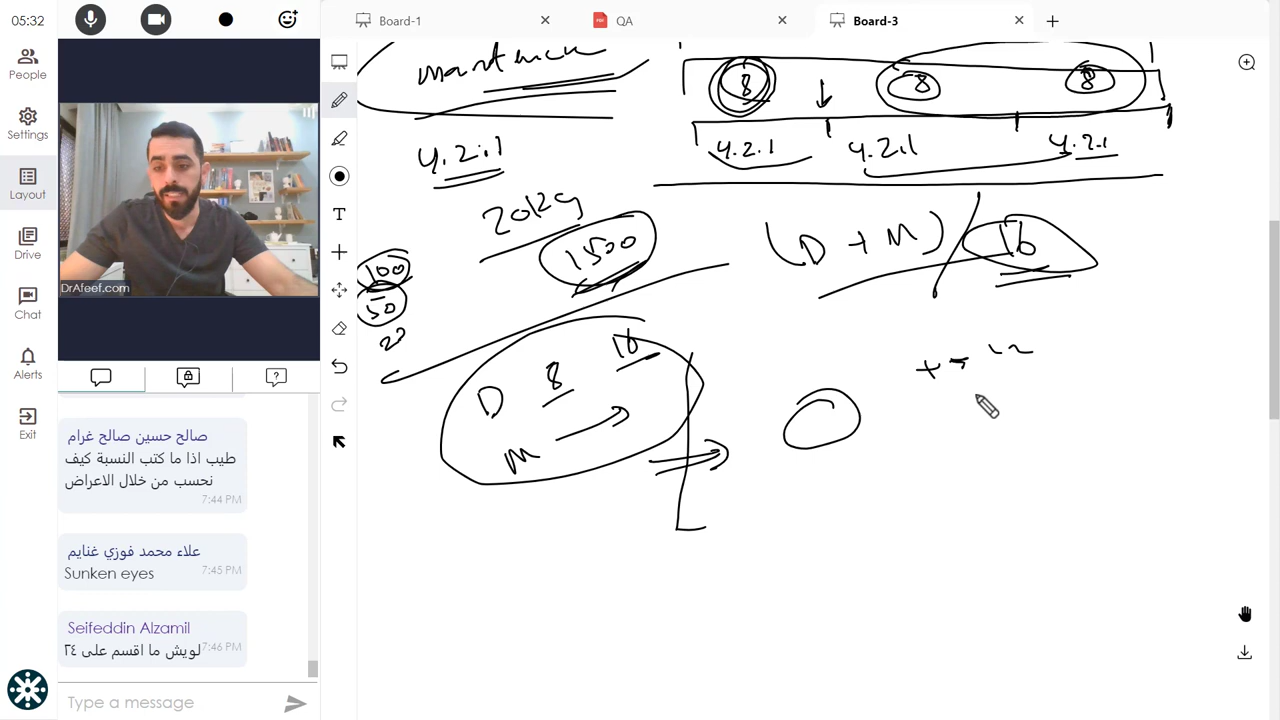 05:32
Board-1
QA
Board-3
People
Settings
Layout
Drive
Chat
Alerts
Exit
DrAfeef.com
صالح حسين صالح غرام
طيب اذا ما كتب النسبة كيف
نحسب من خلال الاعراض
7:44 PM
علاء محمد فوزي غنايم
Sunken eyes
7:45 PM
Seifeddin Alzamil
لويش ما اقسم على ٢٤
7:46 PM
Type a message
8 8 8
4.2.1
4.2.1 4.2.1 4.2.1
20kg
1500
(D + M) / 16
100
50
D 8 16
M